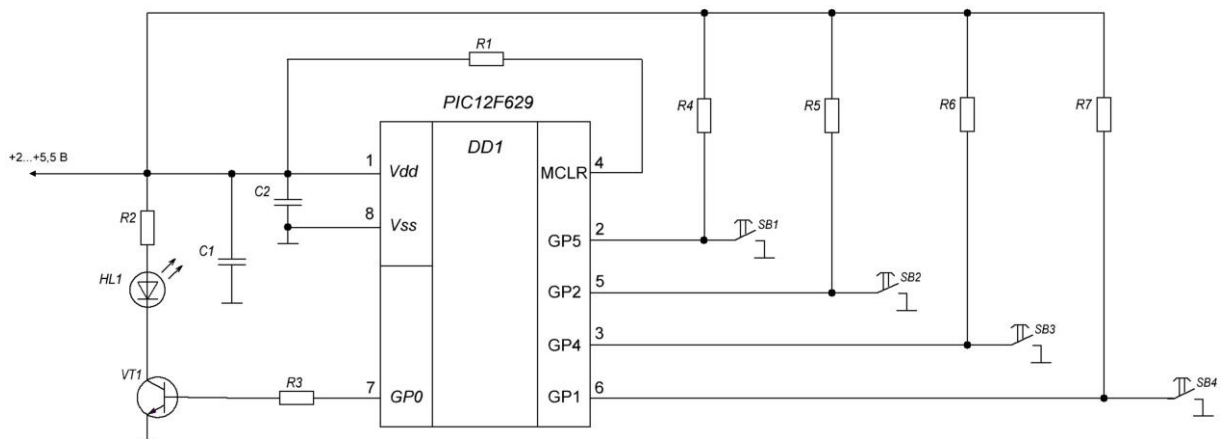 R1
PIC12F629
R4
R5
R6
R7
DD1
+2...+5,5 В
1
Vdd
MCLR
4
C2
R2
8
Vss
2
GP5
SB1
C1
HL1
GP2
5
SB2
GP4
3
SB3
VT1
R3
7
GP0
GP1
6
SB4